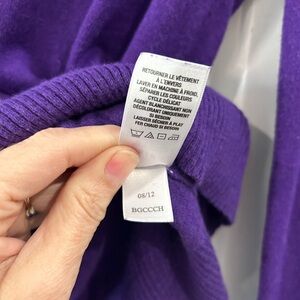 RETOURNER LE VÊTEMENT
À L'ENVERS
LAVER EN MACHINE À FROID,
SÉPARER LES COULEURS
CYCLE DÉLICAT
AGENT BLANCHISSANT NON
DÉCOLORANT UNIQUEMENT
SI BESOIN
LAISSER SÉCHER À PLAT
FER CHAUD SI BESOIN
08/12
BGCCCH